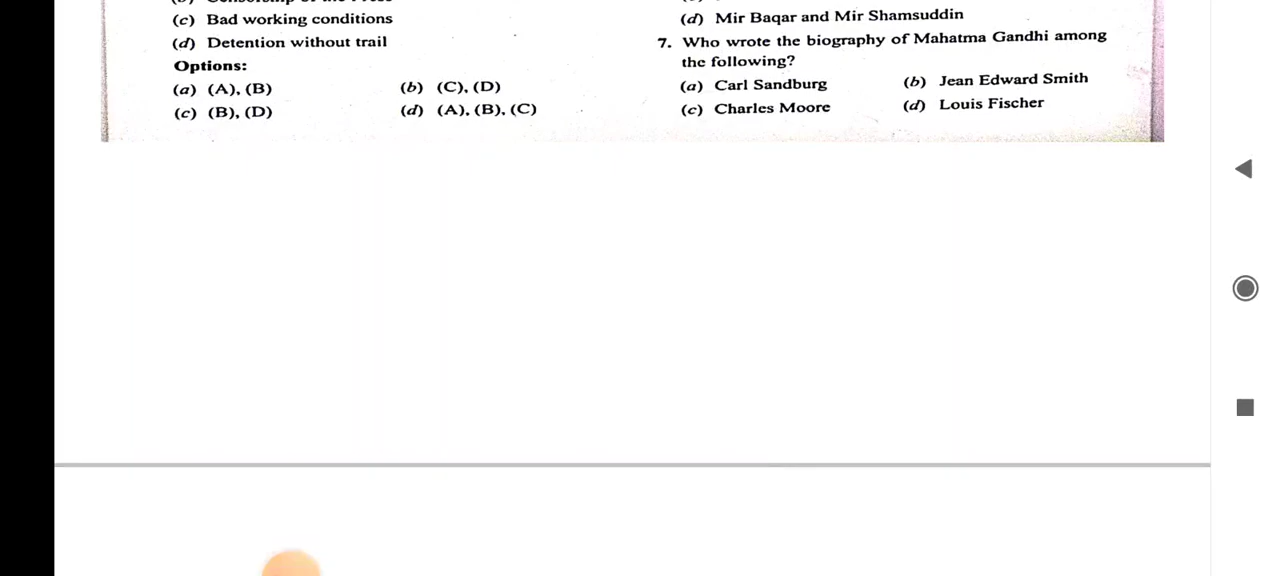 (c) Bad working conditions
(d) Detention without trail
Options:
(a) (A), (B)
(b) (C), (D)
(c) (B), (D)
(d) (A), (B), (C)
(d) Mir Baqar and Mir Shamsuddin
7. Who wrote the biography of Mahatma Gandhi among
the following?
(a) Carl Sandburg
(b) Jean Edward Smith
(c) Charles Moore
(d) Louis Fischer